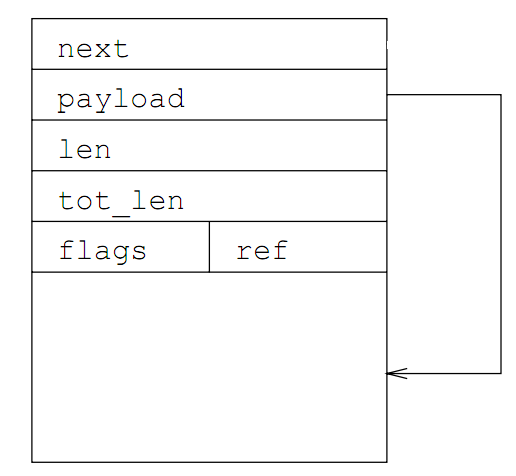 next
payload
len
tot_len
flags ref